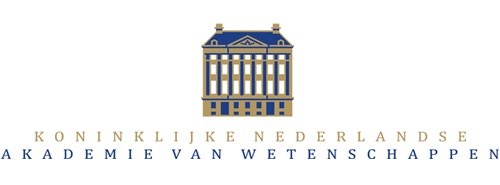 KONINKLIJKE NEDERLANDSE
AKADEMIE VAN WETENSCHAPPEN